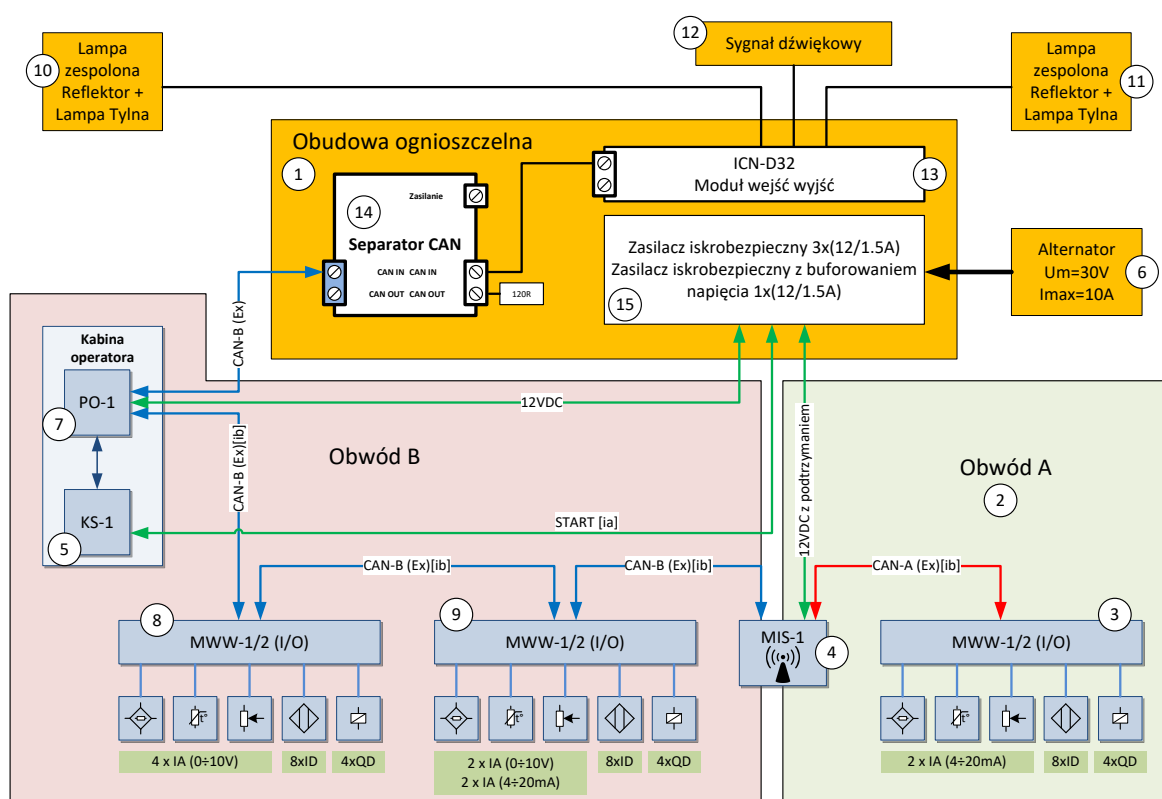 12
Sygnał dźwiękowy
10
Lampa
zespolona
Reflektor +
Lampa Tylna
Lampa
zespolona
Reflektor +
Lampa Tylna
11
Obudowa ognioszczelna
1
ICN-D32
Moduł wejść wyjść
13
Zasilanie
14
Separator CAN
CAN IN CAN IN
CAN OUT CAN OUT
120R
Zasilacz iskrobezpieczny 3x(12/1.5A)
Zasilacz iskrobezpieczny z buforowaniem
napięcia 1x(12/1.5A)
15
Alternator
Um=30V
Imax=10A
6
CAN-B (Ex)
Kabina
operatora
PO-1
7
12VDC
CAN-B (Ex)[ib]
Obwód B
KS-1
5
START [ia]
12VDC z podtrzymaniem
Obwód A
2
CAN-B (Ex)[ib]
CAN-B (Ex)[ib]
CAN-A (Ex)[ib]
8
MWW-1/2 (I/O)
9
MWW-1/2 (I/O)
MIS-1
4
3
MWW-1/2 (I/O)
t°
t°
t°
4 x IA (0÷10V)
8xID
4xQD
2 x IA (0÷10V)
2 x IA (4÷20mA)
8xID
4xQD
2 x IA (4÷20mA)
8xID
4xQD